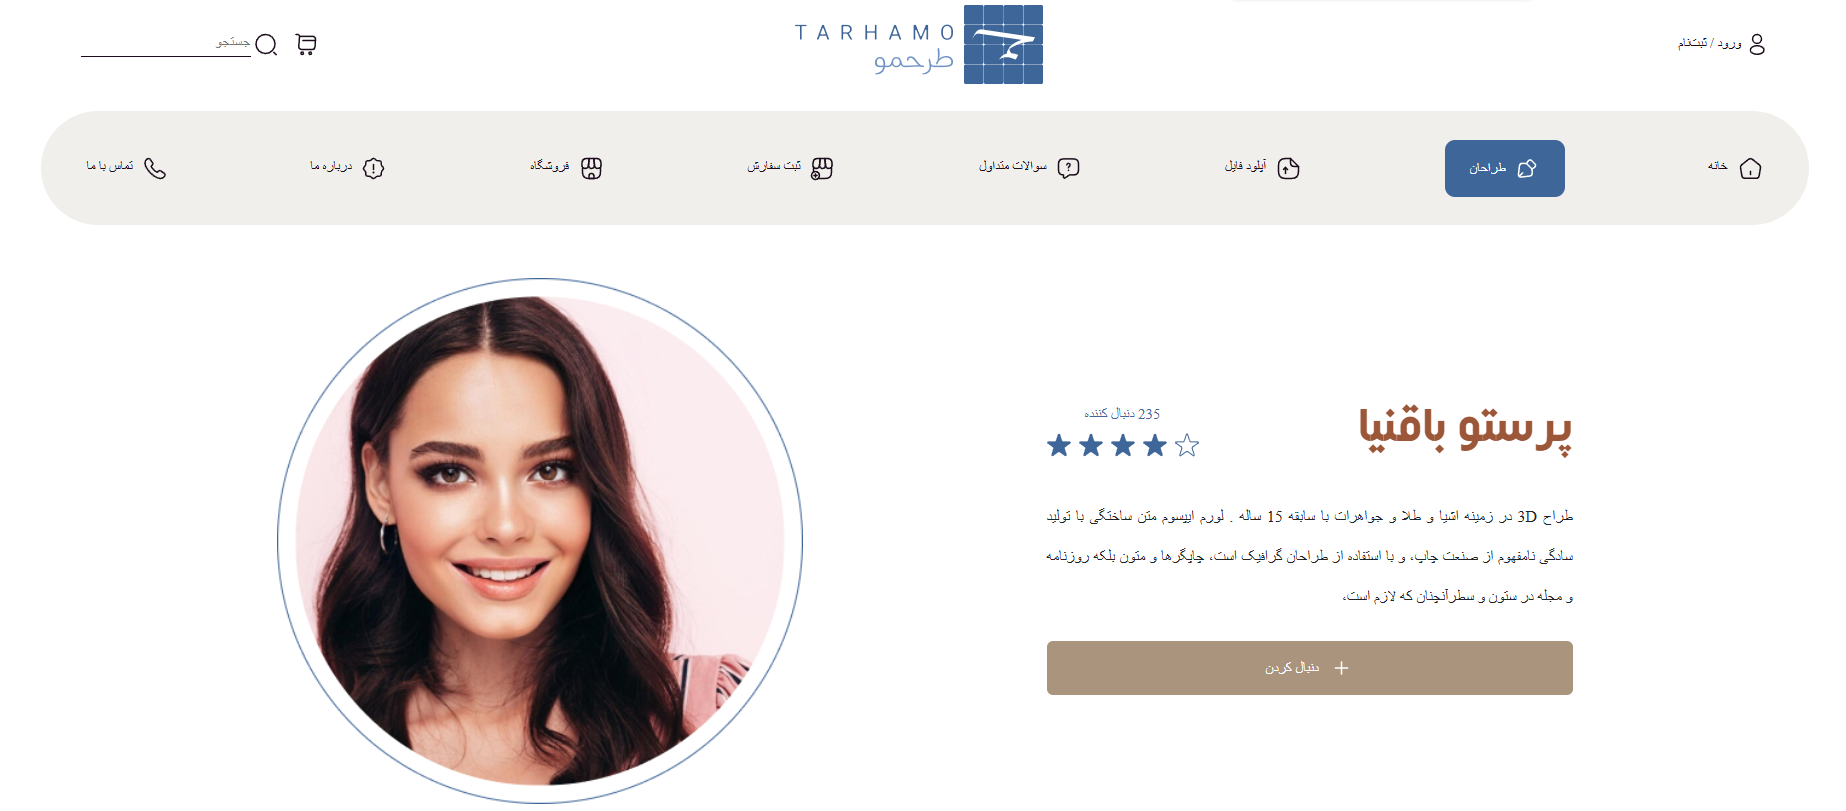 ورود / ثبت‌نام
TARHAMO
طرحمو
جستجو
خانه
طراحان
آپلود فایل
سوالات متداول
ثبت سفارش
فروشگاه
درباره ما
تماس با ما
پرستو باقنیا
235 دنبال کننده
طراح 3D در زمینه اشیا و طلا و جواهرات با سابقه 15 ساله . لورم ایپسوم متن ساختگی با تولید
سادگی نامفهوم از صنعت چاپ، و با استفاده از طراحان گرافیک است، چاپگرها و متون بلکه روزنامه
و مجله در ستون و سطرآنچنان که لازم است،
دنبال کردن